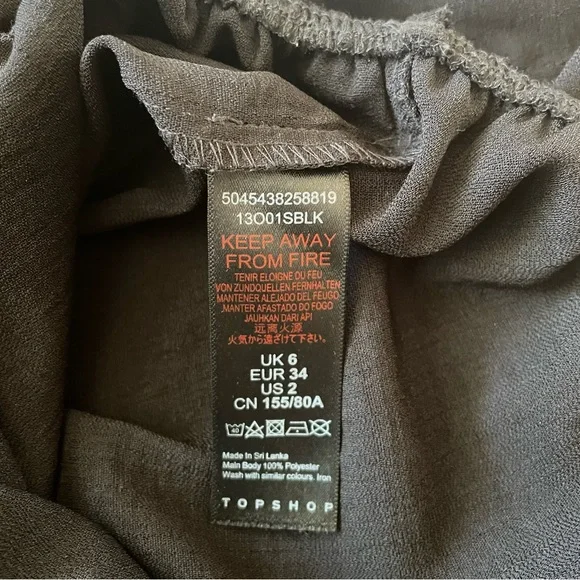 5045438258819
13O01SBLK
KEEP AWAY
FROM FIRE
TENIR ELOIGNE DU FEU
VON ZUNDQUELLEN FERNHALTEN
MANTENER ALEJADO DEL FEUGO
MANTER AFASTADO DO FOGO
JAUHKAN DARI API
远离火源
火気から遠ざけて下さい。
UK 6
EUR 34
US 2
CN 155/80A
40
Made in Sri Lanka
Main Body 100% Polyester
Wash with similar colours. Iron
TOPSHOP